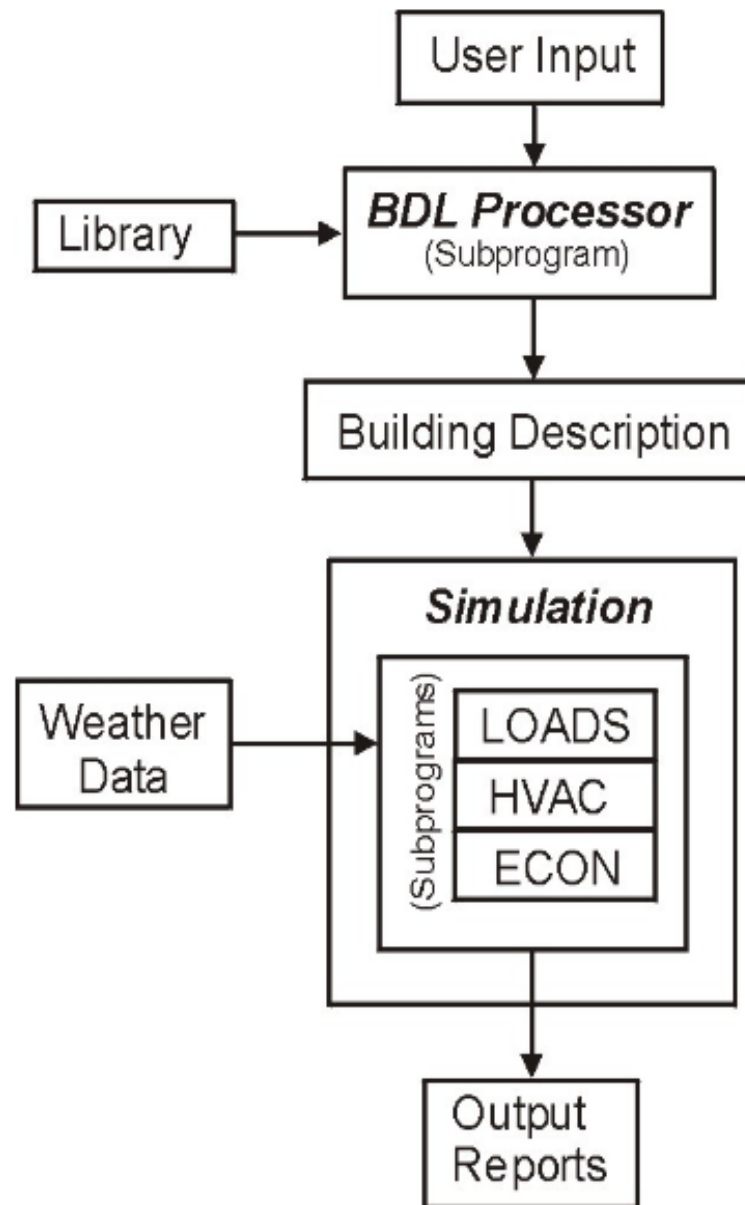 User Input
BDL Processor
(Subprogram)
Library
Building Description
Simulation
Weather
Data
(Subprograms)
LOADS
HVAC
ECON
Output
Reports